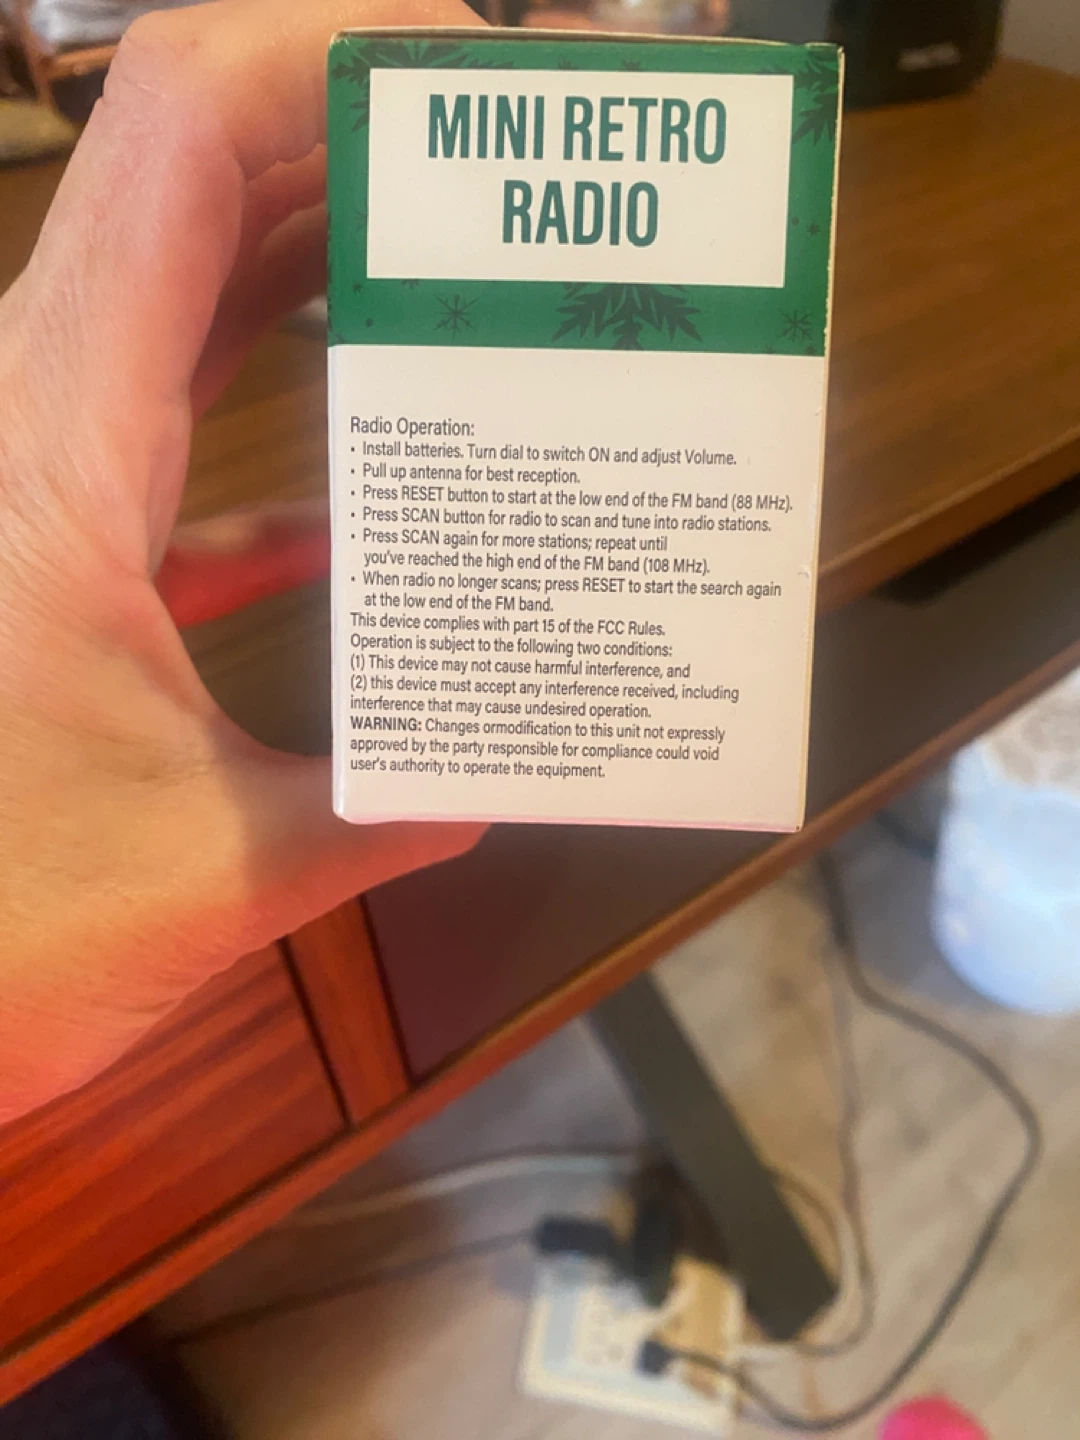 MINI RETRO
RADIO
Radio Operation:
• Install batteries. Turn dial to switch ON and adjust Volume.
• Pull up antenna for best reception.
• Press RESET button to start at the low end of the FM band (88 MHz).
• Press SCAN button for radio to scan and tune into radio stations.
• Press SCAN again for more stations; repeat until
you've reached the high end of the FM band (108 MHz).
• When radio no longer scans; press RESET to start the search again
at the low end of the FM band.
This device complies with part 15 of the FCC Rules.
Operation is subject to the following two conditions:
(1) This device may not cause harmful interference, and
(2) this device must accept any interference received, including
interference that may cause undesired operation.
WARNING: Changes ormodification to this unit not expressly
approved by the party responsible for compliance could void
user's authority to operate the equipment.